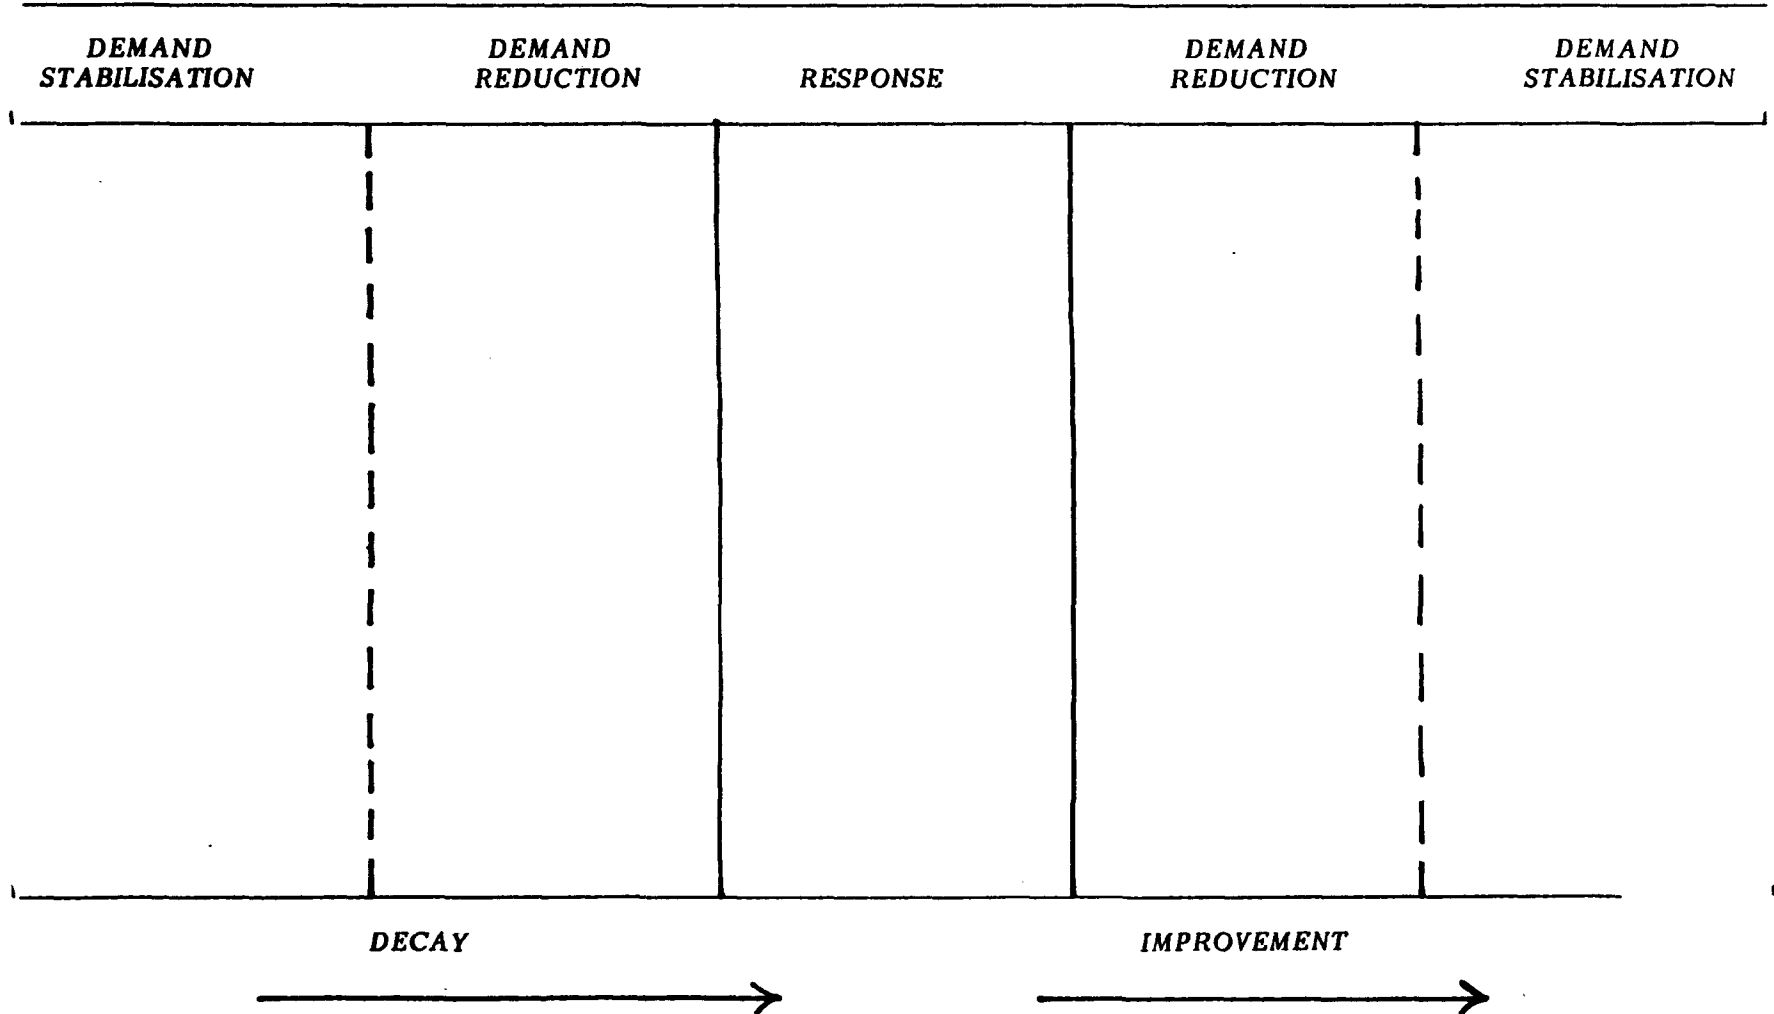 DEMAND
STABILISATION
DEMAND
REDUCTION
RESPONSE
DEMAND
REDUCTION
DEMAND
STABILISATION
DECAY
IMPROVEMENT